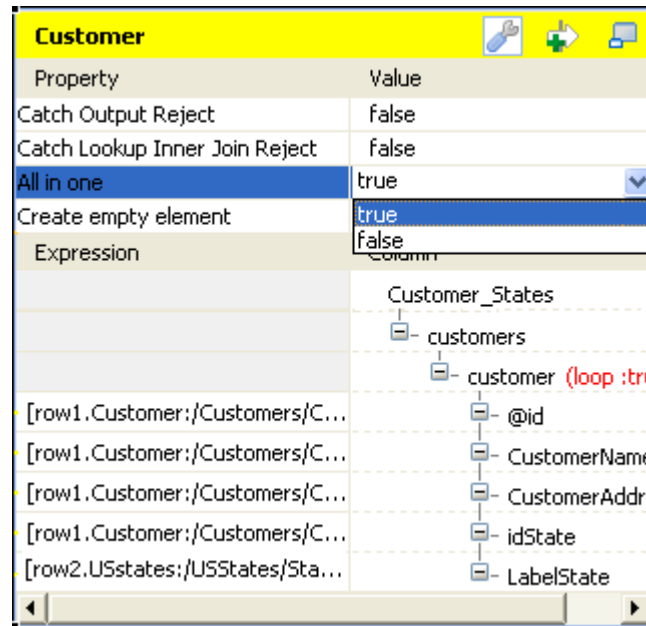 Customer
Property Value
Catch Output Reject false
Catch Lookup Inner Join Reject false
All in one true
Create empty element true
false
Expression Column
Customer_States
customers
customer (loop :tru
[row1.Customer:/Customers/C... @id
[row1.Customer:/Customers/C... CustomerName
[row1.Customer:/Customers/C... CustomerAddr
[row1.Customer:/Customers/C... idState
[row2.USstates:/USStates/Sta... LabelState